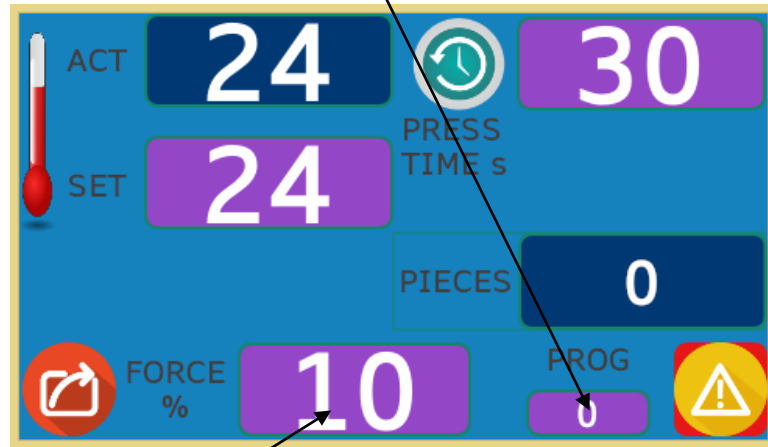 ACT 24
30
PRESS
TIME s
SET 24
PIECES 0
FORCE
%
10
PROG
0